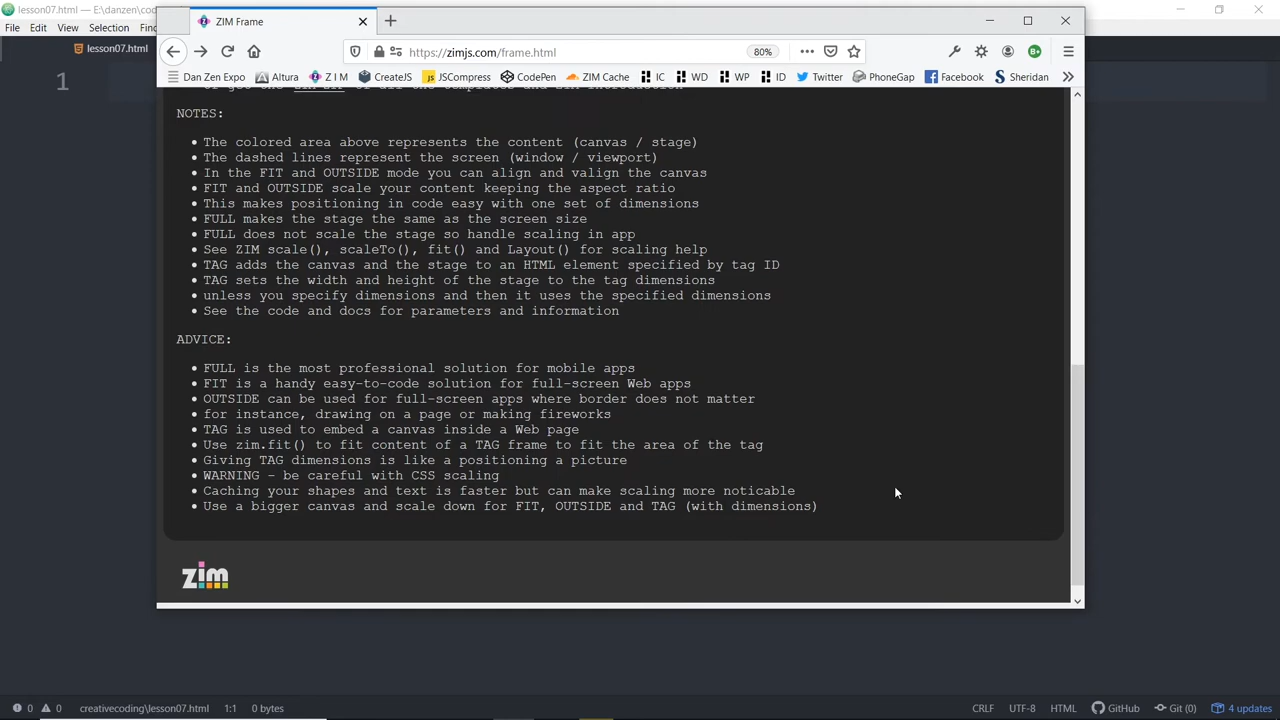 lesson07.html — E:\danzen\cod
File Edit View Selection Fin
lesson07.html
1
ZIM Frame
https://zimjs.com/frame.html
80%
Dan Zen Expo Altura Z I M CreateJS JSCompress CodePen ZIM Cache IC WD WP ID Twitter PhoneGap Facebook Sheridan
NOTES:
The colored area above represents the content (canvas / stage)
The dashed lines represent the screen (window / viewport)
In the FIT and OUTSIDE mode you can align and valign the canvas
FIT and OUTSIDE scale your content keeping the aspect ratio
This makes positioning in code easy with one set of dimensions
FULL makes the stage the same as the screen size
FULL does not scale the stage so handle scaling in app
See ZIM scale(), scaleTo(), fit() and Layout() for scaling help
TAG adds the canvas and the stage to an HTML element specified by tag ID
TAG sets the width and height of the stage to the tag dimensions
unless you specify dimensions and then it uses the specified dimensions
See the code and docs for parameters and information
ADVICE:
FULL is the most professional solution for mobile apps
FIT is a handy easy-to-code solution for full-screen Web apps
OUTSIDE can be used for full-screen apps where border does not matter
for instance, drawing on a page or making fireworks
TAG is used to embed a canvas inside a Web page
Use zim.fit() to fit content of a TAG frame to fit the area of the tag
Giving TAG dimensions is like a positioning a picture
WARNING - be careful with CSS scaling
Caching your shapes and text is faster but can make scaling more noticable
Use a bigger canvas and scale down for FIT, OUTSIDE and TAG (with dimensions)
zim
0 0 creativecoding\lesson07.html 1:1 0 bytes CRLF UTF-8 HTML GitHub Git (0) 4 updates